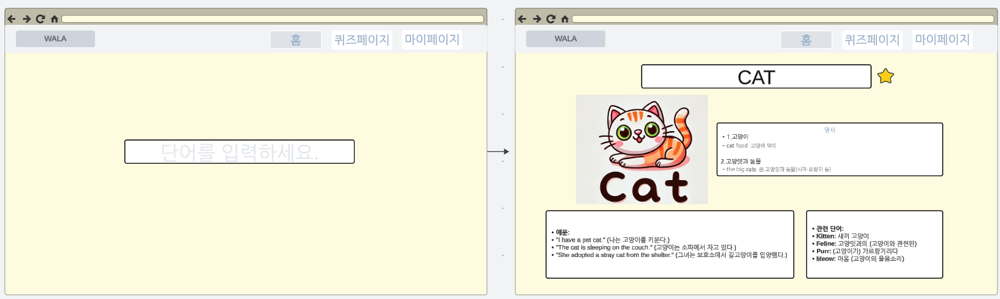 WALA
홈
퀴즈페이지
마이페이지
단어를 입력하세요.
WALA
홈
퀴즈페이지
마이페이지
CAT
Cat
명사
• 1.고양이
• cat food 고양이 먹이
2.고양잇과 동물
• the big cats 큰 고양잇과 동물(사자·호랑이 등)
• 예문:
• "I have a pet cat." (나는 고양이를 키운다.)
• "The cat is sleeping on the couch." (고양이는 소파에서 자고 있다.)
• "She adopted a stray cat from the shelter." (그녀는 보호소에서 길고양이를 입양했다.)
• 관련 단어:
• Kitten: 새끼 고양이
• Feline: 고양잇과의 (고양이와 관련된)
• Purr: (고양이가) 가르랑거리다
• Meow: 야옹 (고양이의 울음소리)